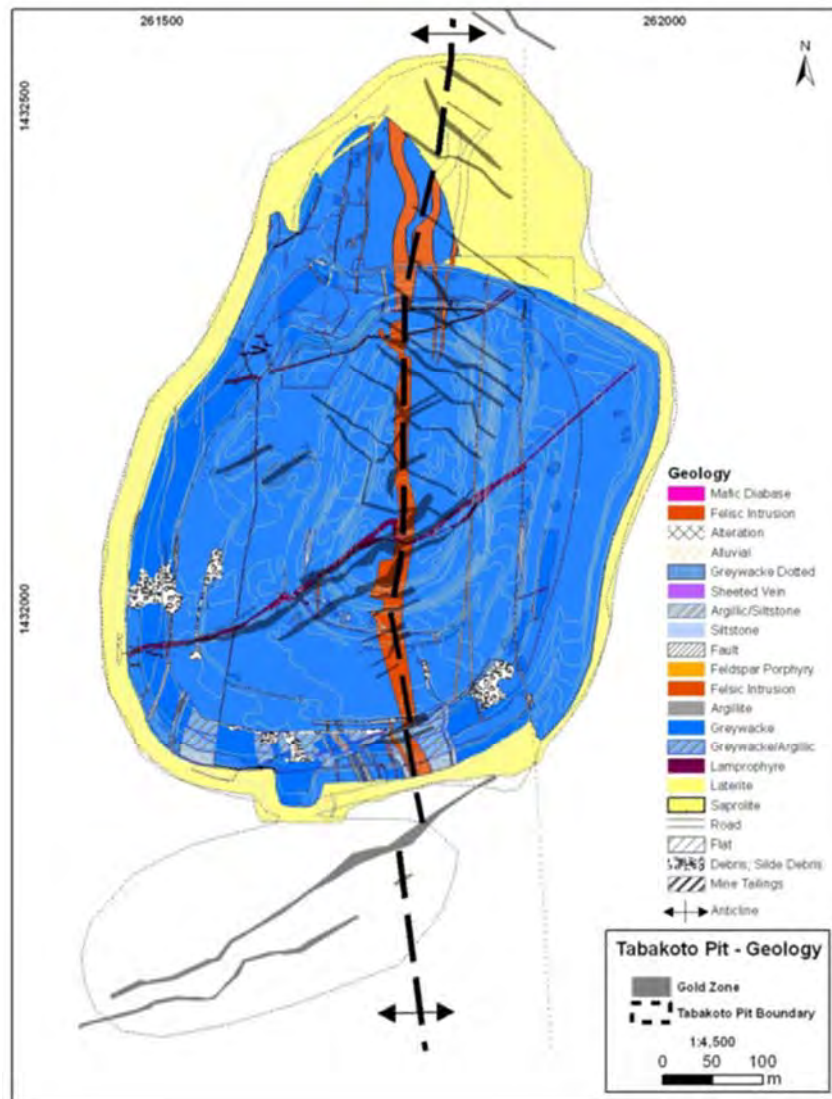 261500
262000
N
1432500
1432000
Geology
Mafic Diabase
Felisc Intrusion
Alteration
Alluvial
Greywacke Dotted
Sheeted Vein
Argillic/Siltstone
Siltstone
Fault
Feldspar Porphyry
Felsic Intrusion
Argillite
Greywacke
Greywacke/Argillic
Lamprophyre
Laterite
Saprolite
Road
Flat
Debris; Silde Debris
Mine Tailings
Anticline
Tabakoto Pit - Geology
Gold Zone
Tabakoto Pit Boundary
1:4,500
0 50 100
m